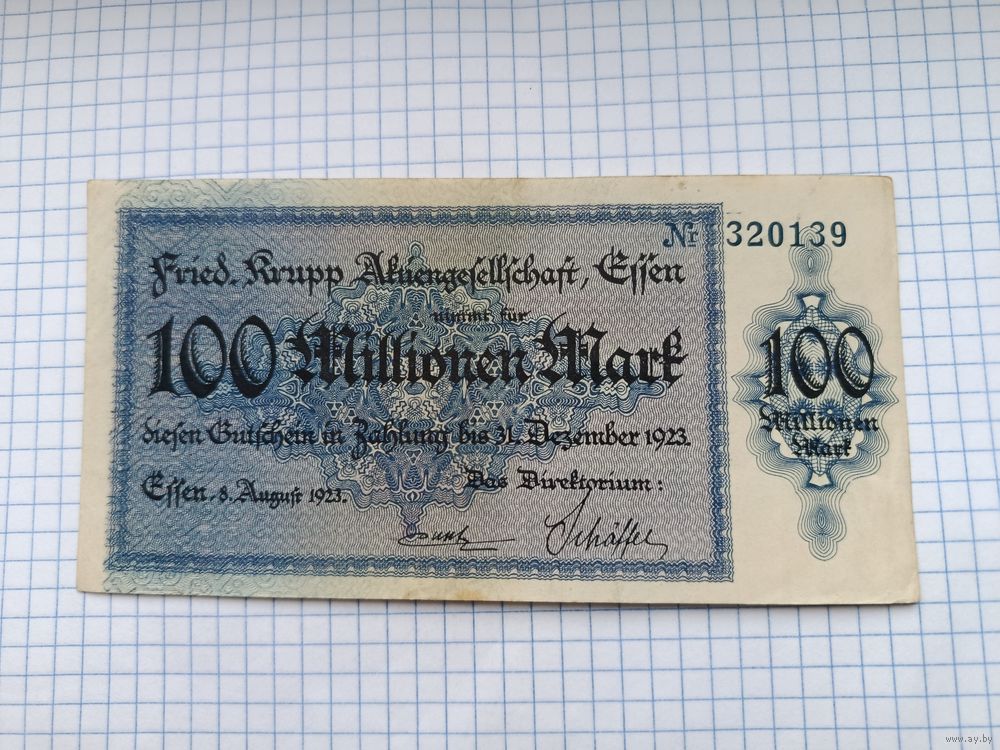 Nr 320139
Fried. Krupp Aktiengesellschaft, Essen
nimmt für
100 Millionen Mark
diesen Gutschein in Zahlung bis 31. Dezember 1923.
Essen. 8. August 1923.
Das Direktorium:
Schäffer
100
Millionen
Mark
www.ay.by